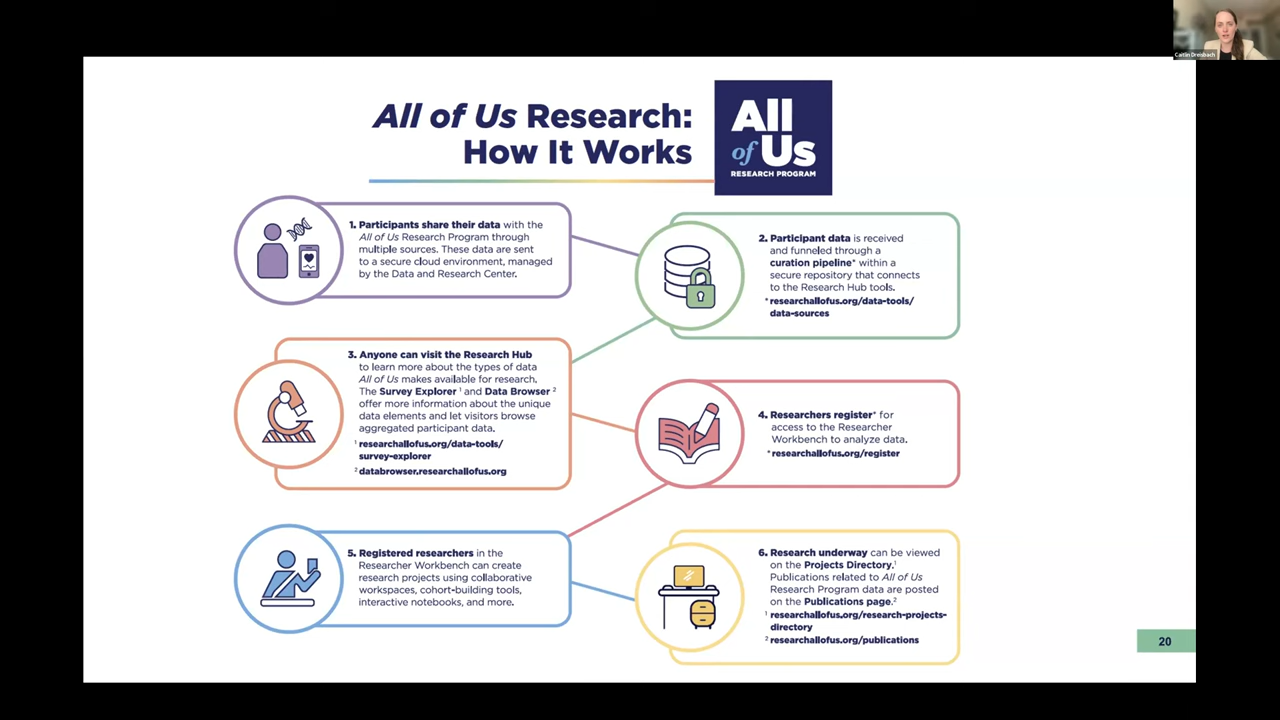 Caitlin Dreisbach
All of Us Research:
How It Works
All
of Us
RESEARCH PROGRAM
1. Participants share their data with the
All of Us Research Program through
multiple sources. These data are sent
to a secure cloud environment, managed
by the Data and Research Center.
2. Participant data is received
and funneled through a
curation pipeline* within a
secure repository that connects
to the Research Hub tools.
* researchallofus.org/data-tools/
data-sources
3. Anyone can visit the Research Hub
to learn more about the types of data
All of Us makes available for research.
The Survey Explorer ¹ and Data Browser ²
offer more information about the unique
data elements and let visitors browse
aggregated participant data.
¹ researchallofus.org/data-tools/
survey-explorer
² databrowser.researchallofus.org
4. Researchers register* for
access to the Researcher
Workbench to analyze data.
* researchallofus.org/register
5. Registered researchers in the
Researcher Workbench can create
research projects using collaborative
workspaces, cohort-building tools,
interactive notebooks, and more.
6. Research underway can be viewed
on the Projects Directory.¹
Publications related to All of Us
Research Program data are posted
on the Publications page.²
¹ researchallofus.org/research-projects-
directory
² researchallofus.org/publications
20